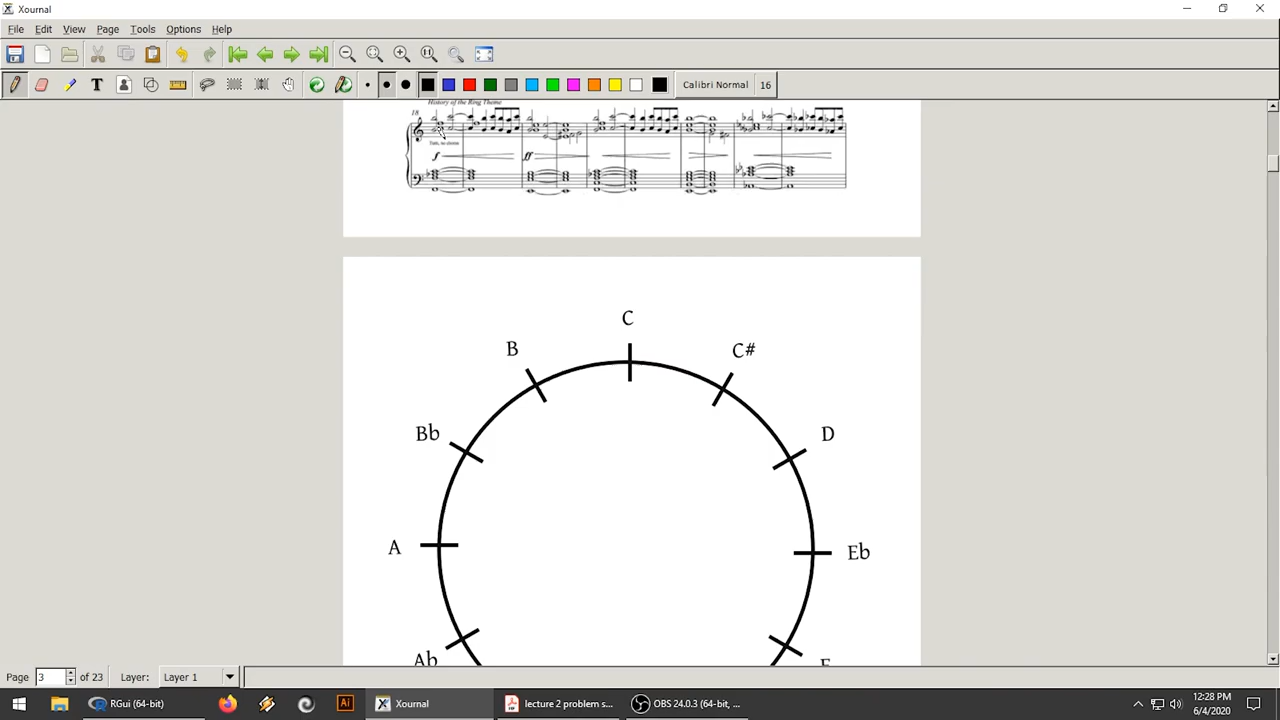 Xournal
File Edit View Page Tools Options Help
Calibri Normal 16
History of the Ring Theme
18
f ff
C
B C#
Bb D
A Eb
Ab
Page 3 of 23 Layer: Layer 1
RGui (64-bit) Xournal lecture 2 problem s... OBS 24.0.3 (64-bit, ...
12:28 PM
6/4/2020